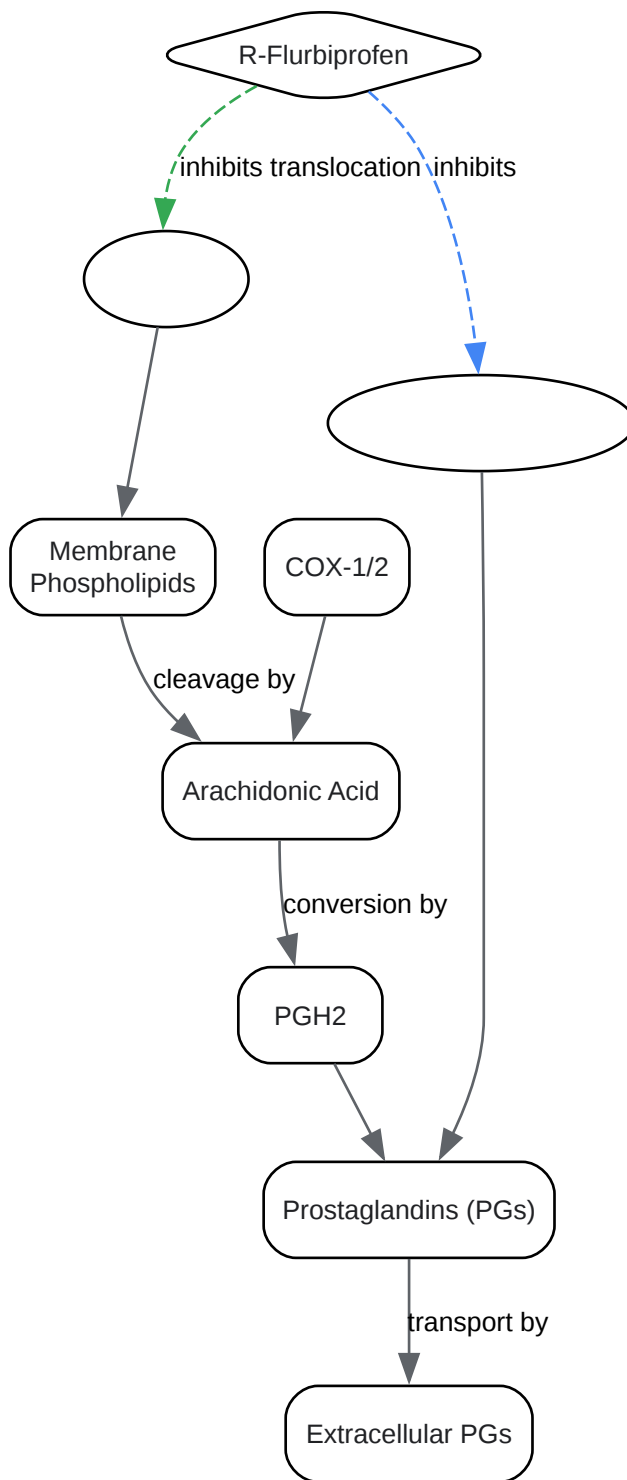 R-Flurbiprofen
inhibits translocation
inhibits
Membrane
Phospholipids
COX-1/2
cleavage by
Arachidonic Acid
conversion by
PGH2
Prostaglandins (PGs)
transport by
Extracellular PGs